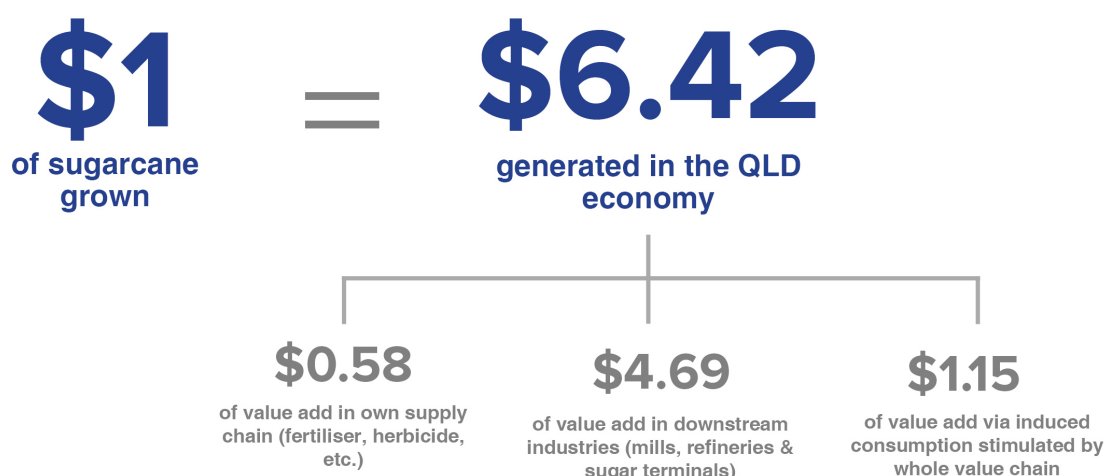 $1
of sugarcane
grown
=
$6.42
generated in the QLD
economy
$0.58
of value add in own supply
chain (fertiliser, herbicide,
etc.)
$4.69
of value add in downstream
industries (mills, refineries &
sugar terminals)
$1.15
of value add via induced
consumption stimulated by
whole value chain